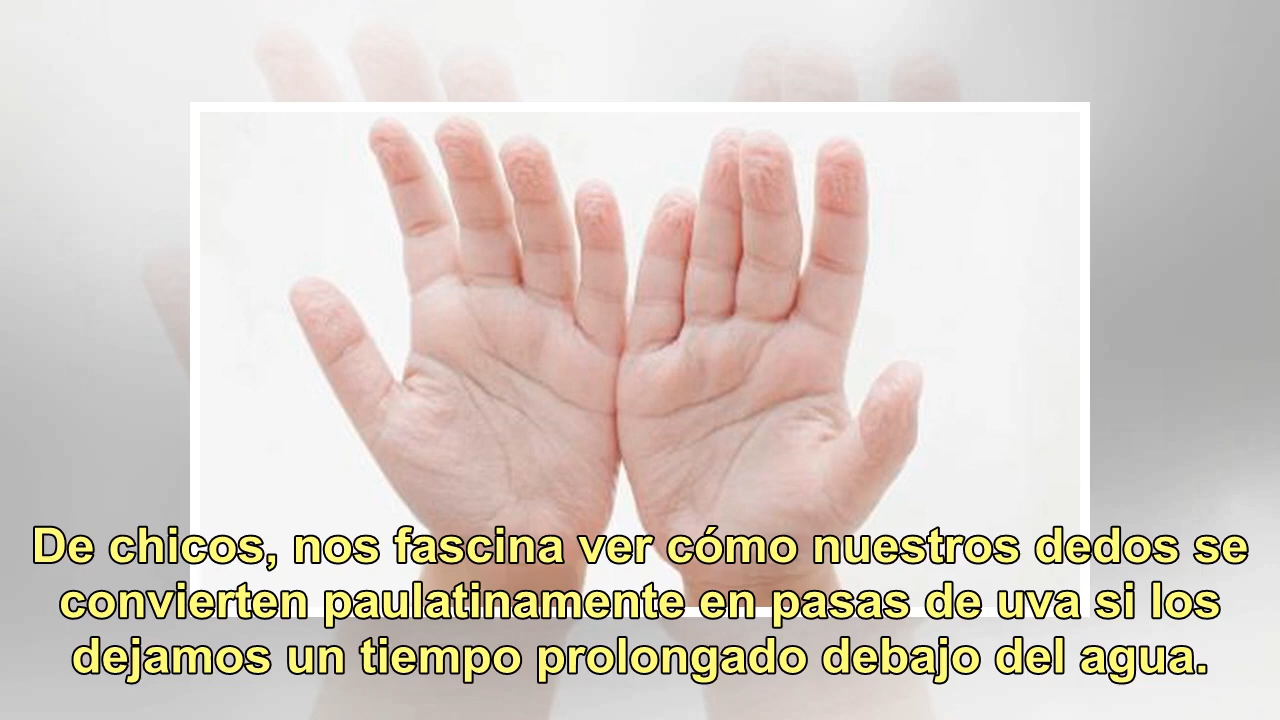 De chicos, nos fascina ver cómo nuestros dedos se
convierten paulatinamente en pasas de uva si los
dejamos un tiempo prolongado debajo del agua.